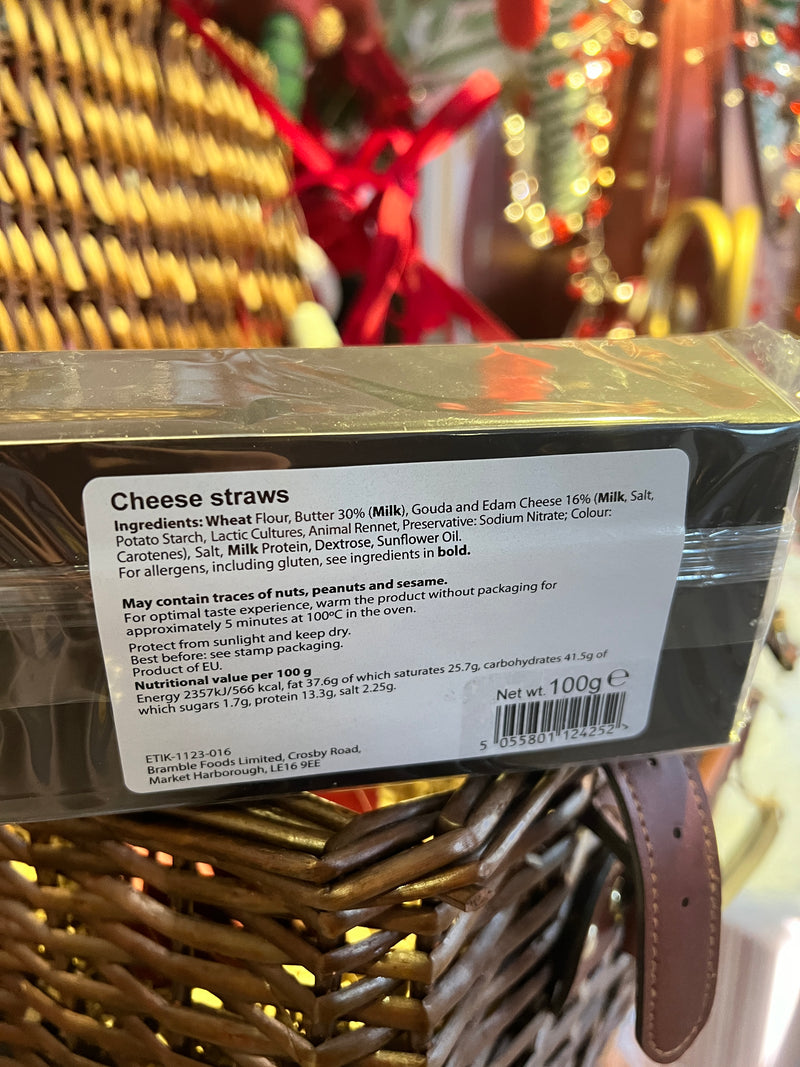 Cheese straws
Ingredients: Wheat Flour, Butter 30% (Milk), Gouda and Edam Cheese 16% (Milk, Salt,
Potato Starch, Lactic Cultures, Animal Rennet, Preservative: Sodium Nitrate; Colour:
Carotenes), Salt, Milk Protein, Dextrose, Sunflower Oil.
For allergens, including gluten, see ingredients in bold.
May contain traces of nuts, peanuts and sesame.
For optimal taste experience, warm the product without packaging for
approximately 5 minutes at 100ºC in the oven.
Protect from sunlight and keep dry.
Best before: see stamp packaging.
Product of EU.
Nutritional value per 100 g
Energy 2357kJ/566 kcal, fat 37.6g of which saturates 25.7g, carbohydrates 41.5g of
which sugars 1.7g, protein 13.3g, salt 2.25g.
Net wt. 100g ℮
5 055801 124252 >
ETIK-1123-016
Bramble Foods Limited, Crosby Road,
Market Harborough, LE16 9EE